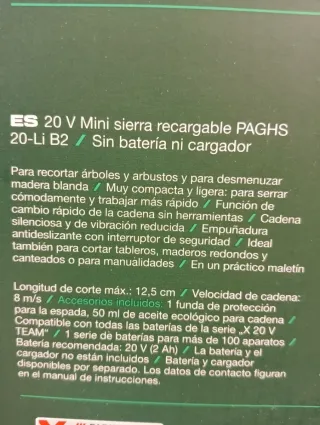 ES 20 V Mini sierra recargable PAGHS
20-Li B2 / Sin batería ni cargador
Para recortar árboles y arbustos y para desmenuzar
madera blanda / Muy compacta y ligera: para serrar
cómodamente y trabajar más rápido / Función de
cambio rápido de la cadena sin herramientas / Cadena
silenciosa y de vibración reducida / Empuñadura
antideslizante con interruptor de seguridad / Ideal
también para cortar tableros, maderos redondos y
canteados o para manualidades / En un práctico maletín
Longitud de corte máx.: 12,5 cm / Velocidad de cadena:
8 m/s / Accesorios incluidos: 1 funda de protección
para la espada, 50 ml de aceite ecológico para cadena /
Compatible con todas las baterías de la serie „X 20 V
TEAM“ / 1 serie de baterías para más de 100 aparatos /
Batería recomendada: 20 V (2 Ah) / La batería y el
cargador no están incluidos / Batería y cargador
disponibles por separado. Los datos de contacto figuran
en el manual de instrucciones.